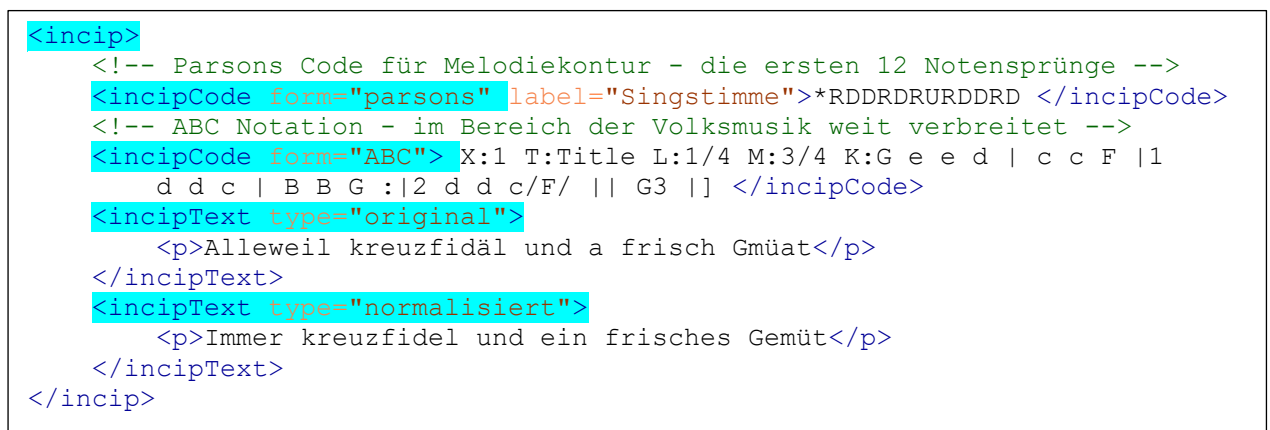 <incip>
<!-- Parsons Code für Melodiekontur - die ersten 12 Notensprünge -->
<incipCode form="parsons" label="Singstimme">*RDDRDRURDDRD </incipCode>
<!-- ABC Notation - im Bereich der Volksmusik weit verbreitet -->
<incipCode form="ABC"> X:1 T:Title L:1/4 M:3/4 K:G e e d | c c F |1
d d c | B B G :|2 d d c/F/ || G3 |] </incipCode>
<incipText type="original">
<p>Alleweil kreuzfidäl und a frisch Gmüat</p>
</incipText>
<incipText type="normalisiert">
<p>Immer kreuzfidel und ein frisches Gemüt</p>
</incipText>
</incip>